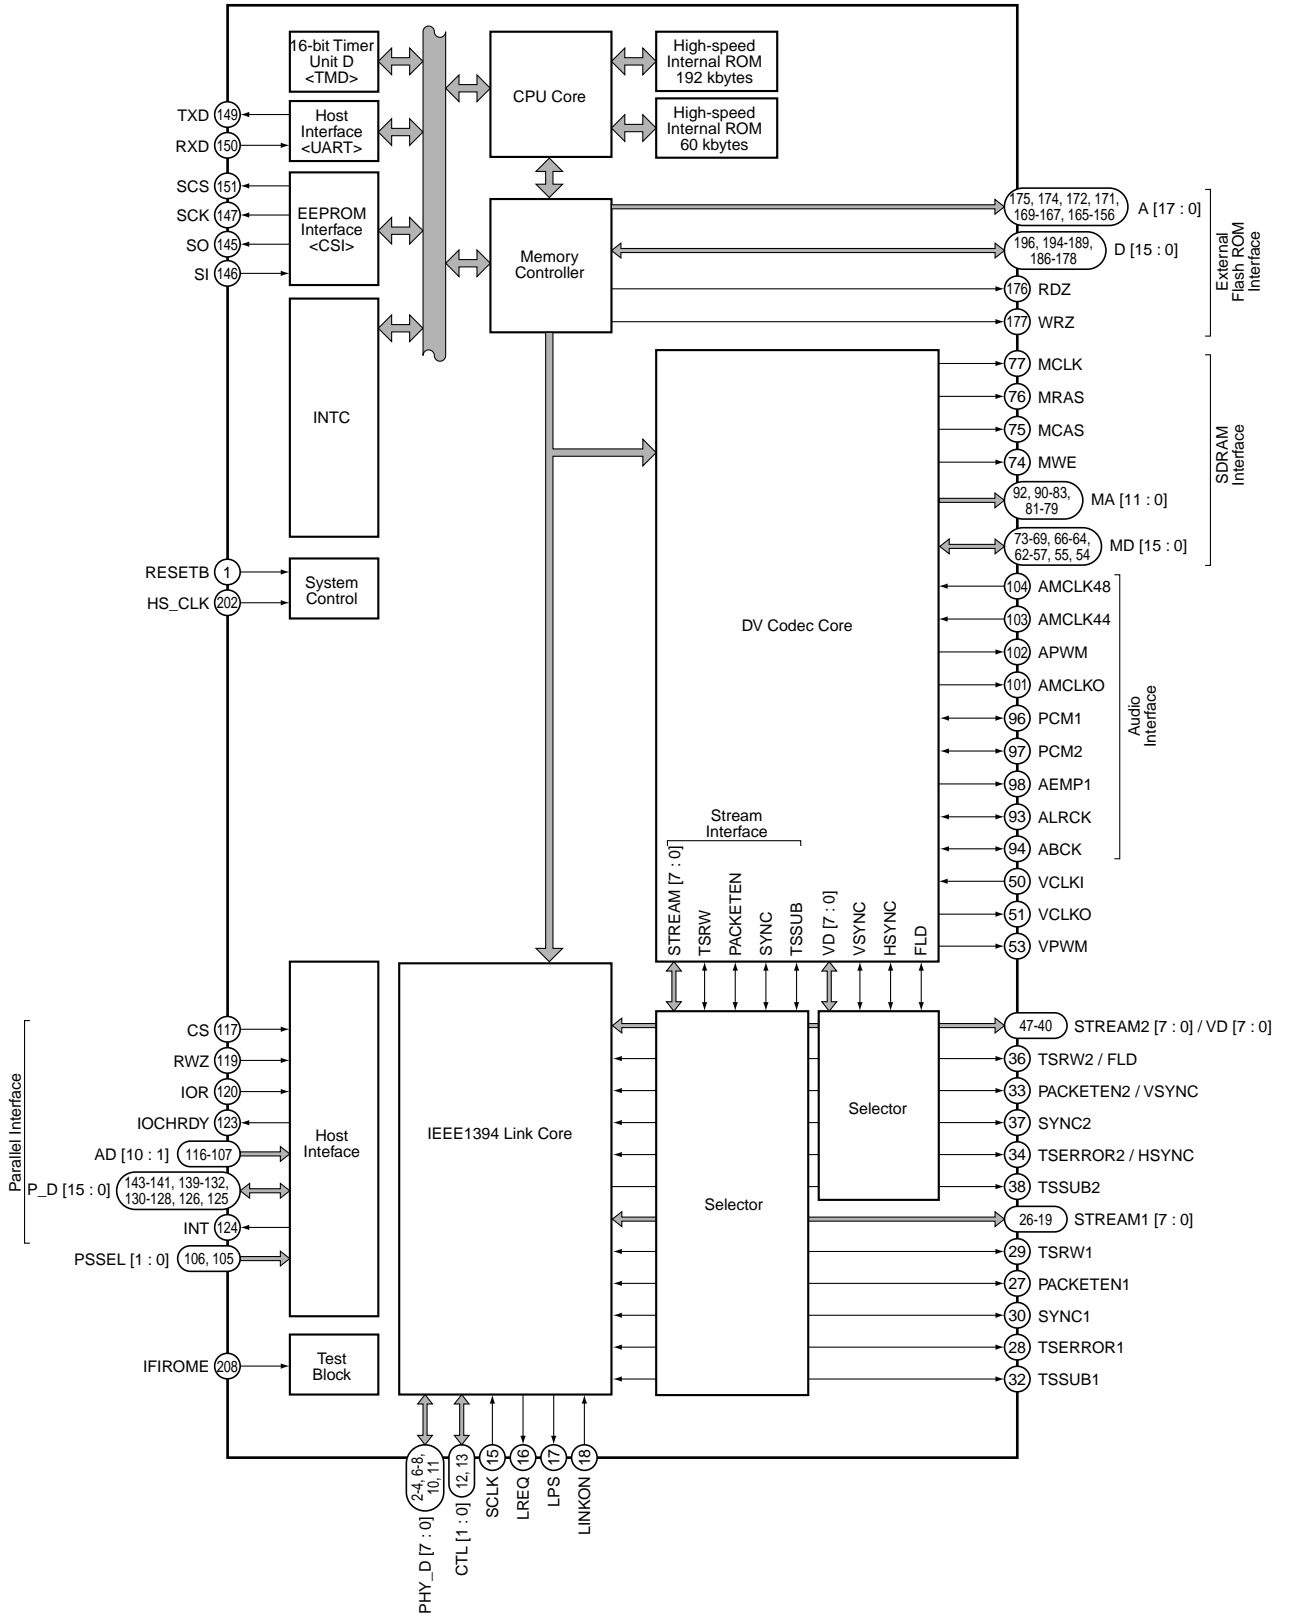 16-bit Timer
Unit D
<TMD>
Host
Interface
<UART>
EEPROM
Interface
<CSI>
INTC
System
Control
CPU Core
High-speed
Internal ROM
192 kbytes
High-speed
Internal ROM
60 kbytes
Memory
Controller
TXD 149
RXD 150
SCS 151
SCK 147
SO 145
SI 146
RESETB 1
HS_CLK 202
175, 174, 172, 171,
169-167, 165-156
A [17 : 0]
196, 194-189,
186-178
D [15 : 0]
176 RDZ
177 WRZ
External
Flash ROM
Interface
77 MCLK
76 MRAS
75 MCAS
74 MWE
92, 90-83,
81-79
MA [11 : 0]
73-69, 66-64,
62-57, 55, 54
MD [15 : 0]
SDRAM
Interface
104 AMCLK48
103 AMCLK44
102 APWM
101 AMCLKO
96 PCM1
97 PCM2
98 AEMP1
93 ALRCK
94 ABCK
Audio
Interface
50 VCLKI
51 VCLKO
53 VPWM
DV Codec Core
Stream
Interface
STREAM [7 : 0]
TSRW
PACKETEN
SYNC
TSSUB
VD [7 : 0]
VSYNC
HSYNC
FLD
Parallel Interface
CS 117
RWZ 119
IOR 120
IOCHRDY 123
AD [10 : 1] 116-107
P_D [15 : 0]
143-141, 139-132,
130-128, 126, 125
INT 124
PSSEL [1 : 0] 106, 105
IFIROME 208
Host
Inteface
Test
Block
IEEE1394 Link Core
Selector
Selector
47-40 STREAM2 [7 : 0] / VD [7 : 0]
36 TSRW2 / FLD
33 PACKETEN2 / VSYNC
37 SYNC2
34 TSERROR2 / HSYNC
38 TSSUB2
26-19 STREAM1 [7 : 0]
29 TSRW1
27 PACKETEN1
30 SYNC1
28 TSERROR1
32 TSSUB1
2-4, 6-8,
10, 11
PHY_D [7 : 0]
12, 13
CTL [1 : 0]
15
SCLK
16
LREQ
17
LPS
18
LINKON